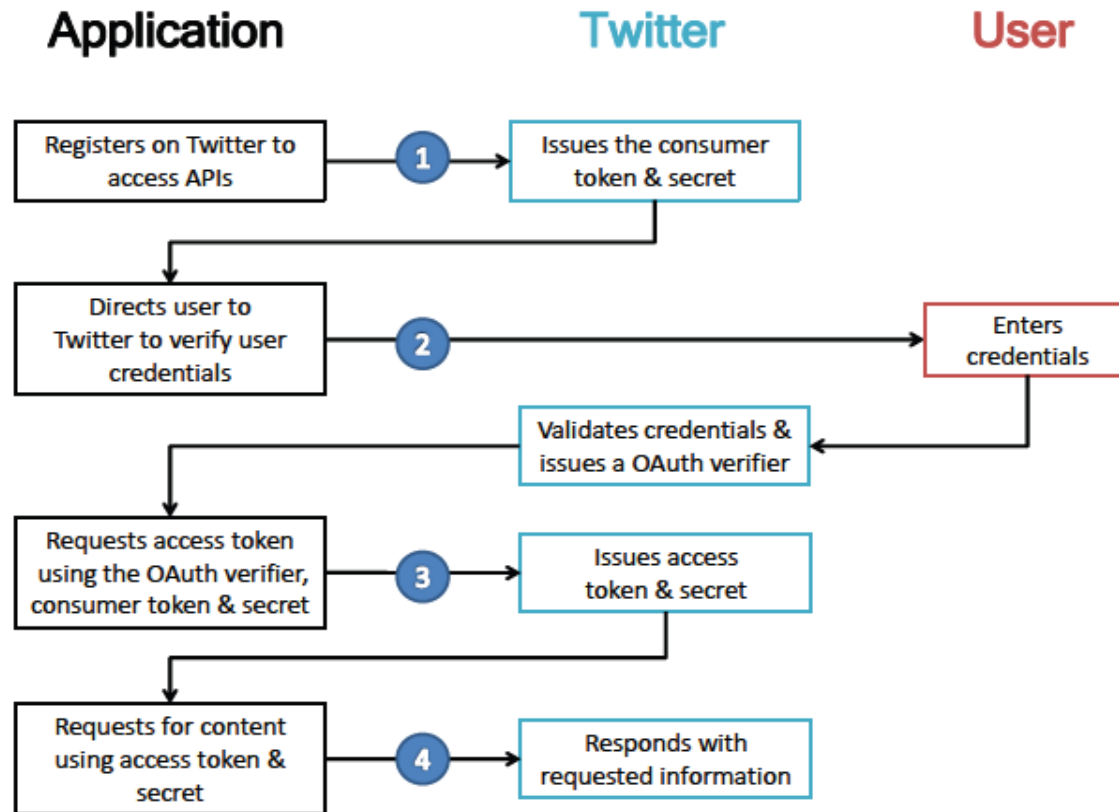 Application
Twitter
User
Registers on Twitter to
access APIs
1
Issues the consumer
token & secret
Directs user to
Twitter to verify user
credentials
2
Enters
credentials
Validates credentials &
issues a OAuth verifier
Requests access token
using the OAuth verifier,
consumer token & secret
3
Issues access
token & secret
Requests for content
using access token &
secret
4
Responds with
requested information